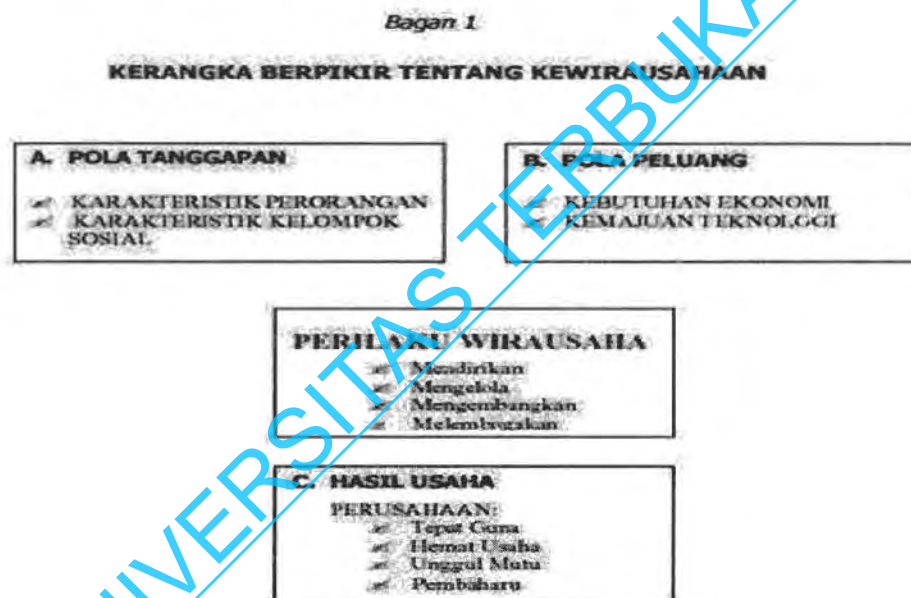 Bagan 1
KERANGKA BERPIKIR TENTANG KEWIRAUSAHAAN
A. POLA TANGGAPAN
KARAKTERISTIK PERORANGAN
KARAKTERISTIK KELOMPOK
SOSIAL
B. POLA PELUANG
KEBUTUHAN EKONOMI
KEMAJUAN TEKNOLOGI
PERILAKU WIRAUSAHA
Mendirikan
Mengelola
Mengembangkan
Melembagakan
C. HASIL USAHA
PERUSAHAAN:
Tepat Guna
Hemat Usaha
Unggul Mutu
Pembaharu
UNIVERSITAS TERBUKA